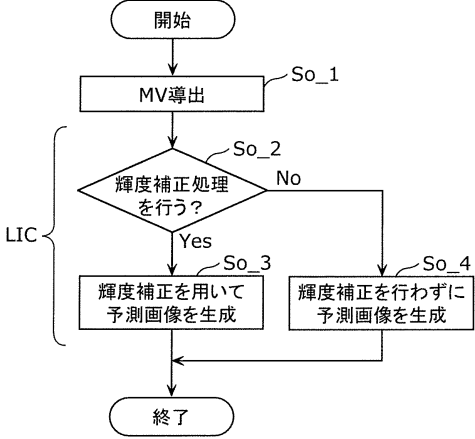 開始
So_1
MV導出
So_2
輝度補正処理
を行う？
No
LIC
Yes
So_3
輝度補正を用いて
予測画像を生成
So_4
輝度補正を行わずに
予測画像を生成
終了